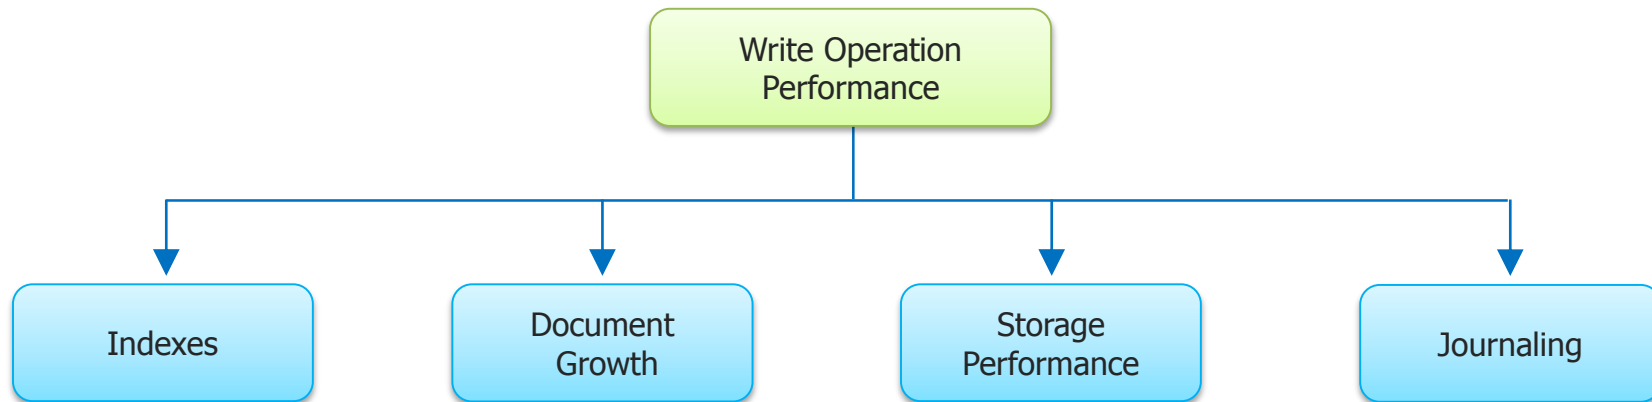 Write Operation
Performance
Indexes
Document
Growth
Storage
Performance
Journaling